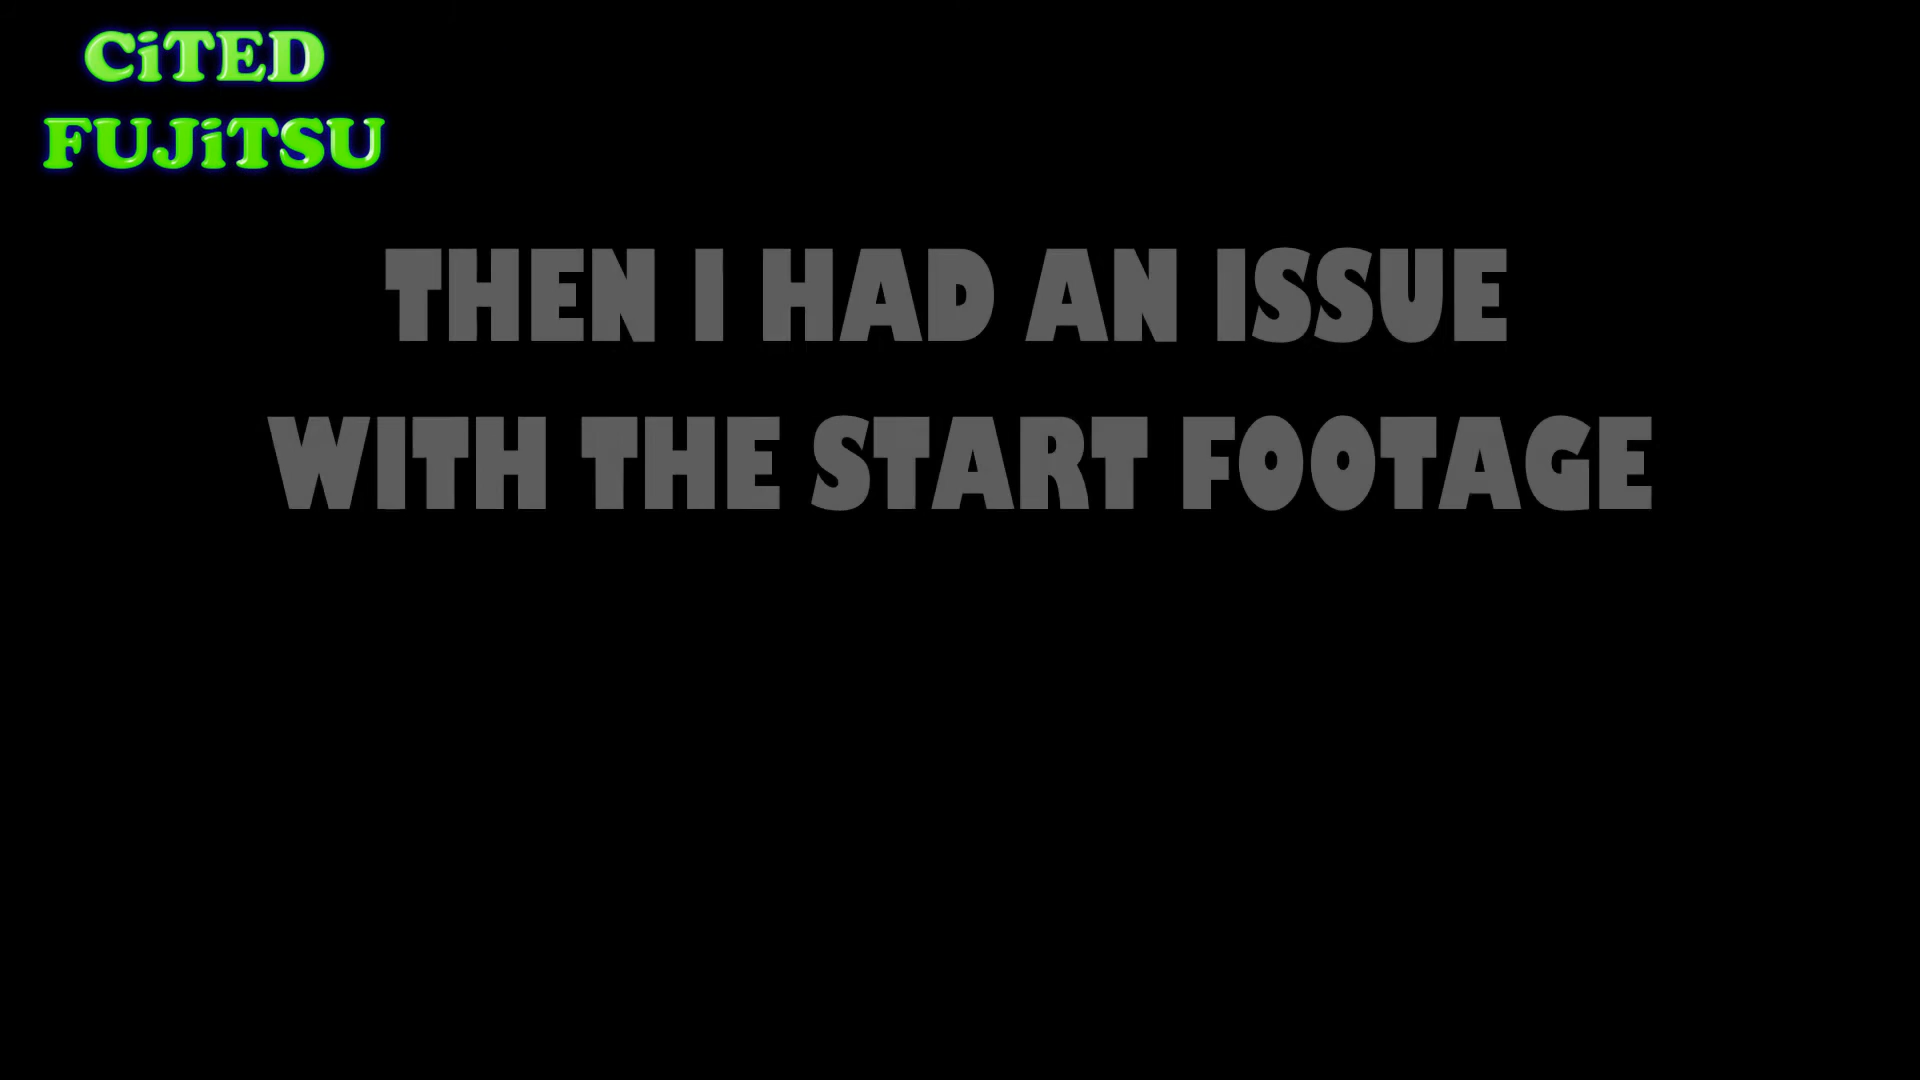 CiTED
FUJiTSU
THEN I HAD AN ISSUE
WITH THE START FOOTAGE